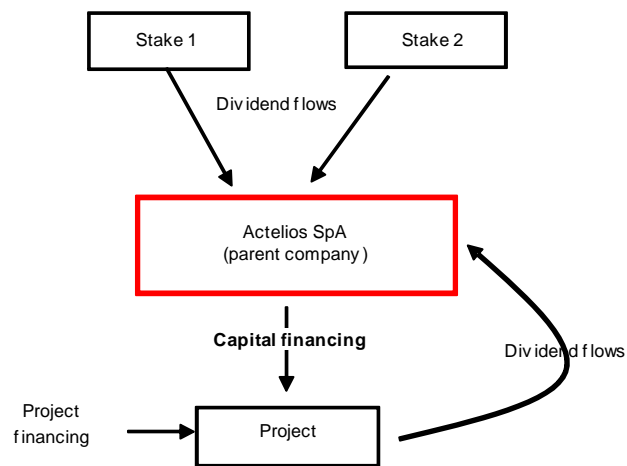 Stake 1
Stake 2
Dividend flows
Actelios SpA
(parent company)
Capital financing
Dividend flows
Project
financing
Project